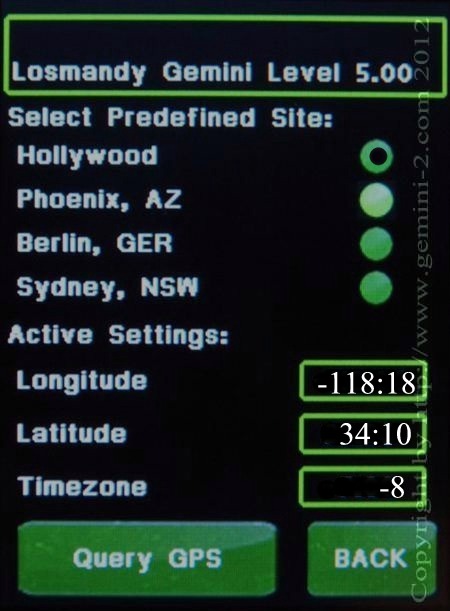 Losmandy Gemini Level 5.00
Select Predefined Site:
Hollywood
Phoenix, AZ
Berlin, GER
Sydney, NSW
Active Settings:
Longitude -118:18
Latitude 34:10
Timezone -8
Query GPS BACK
Copyright by http://www.gemini-2.com 2012